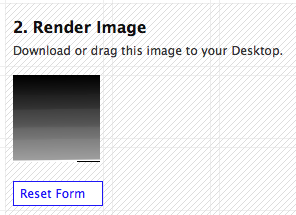 2. Render Image
Download or drag this image to your Desktop.
Reset Form